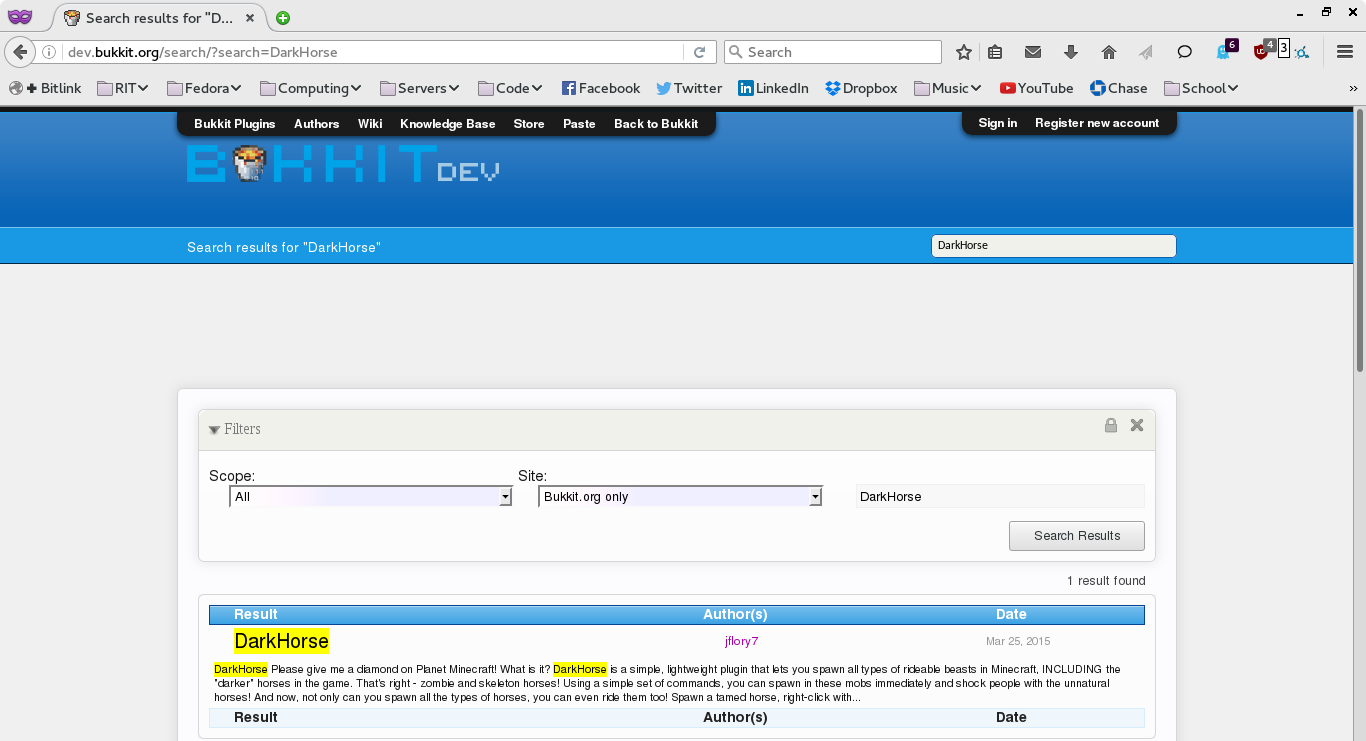 Search results for "D...
dev.bukkit.org/search/?search=DarkHorse
Search
6
4
3
Bitlink
RIT
Fedora
Computing
Servers
Code
Facebook
Twitter
LinkedIn
Dropbox
Music
YouTube
Chase
School
»
Bukkit Plugins Authors Wiki Knowledge Base Store Paste Back to Bukkit
Sign in Register new account
BUKKIT DEV
Search results for "DarkHorse"
DarkHorse
Filters
Scope: Site:
All Bukkit.org only DarkHorse
Search Results
1 result found
Result Author(s) Date
DarkHorse jflory7 Mar 25, 2015
DarkHorse Please give me a diamond on Planet Minecraft! What is it? DarkHorse is a simple, lightweight plugin that lets you spawn all types of rideable beasts in Minecraft, INCLUDING the
"darker" horses in the game. That's right - zombie and skeleton horses! Using a simple set of commands, you can spawn in these mobs immediately and shock people with the unnatural
horses! And now, not only can you spawn all the types of horses, you can even ride them too! Spawn a tamed horse, right-click with...
Result Author(s) Date